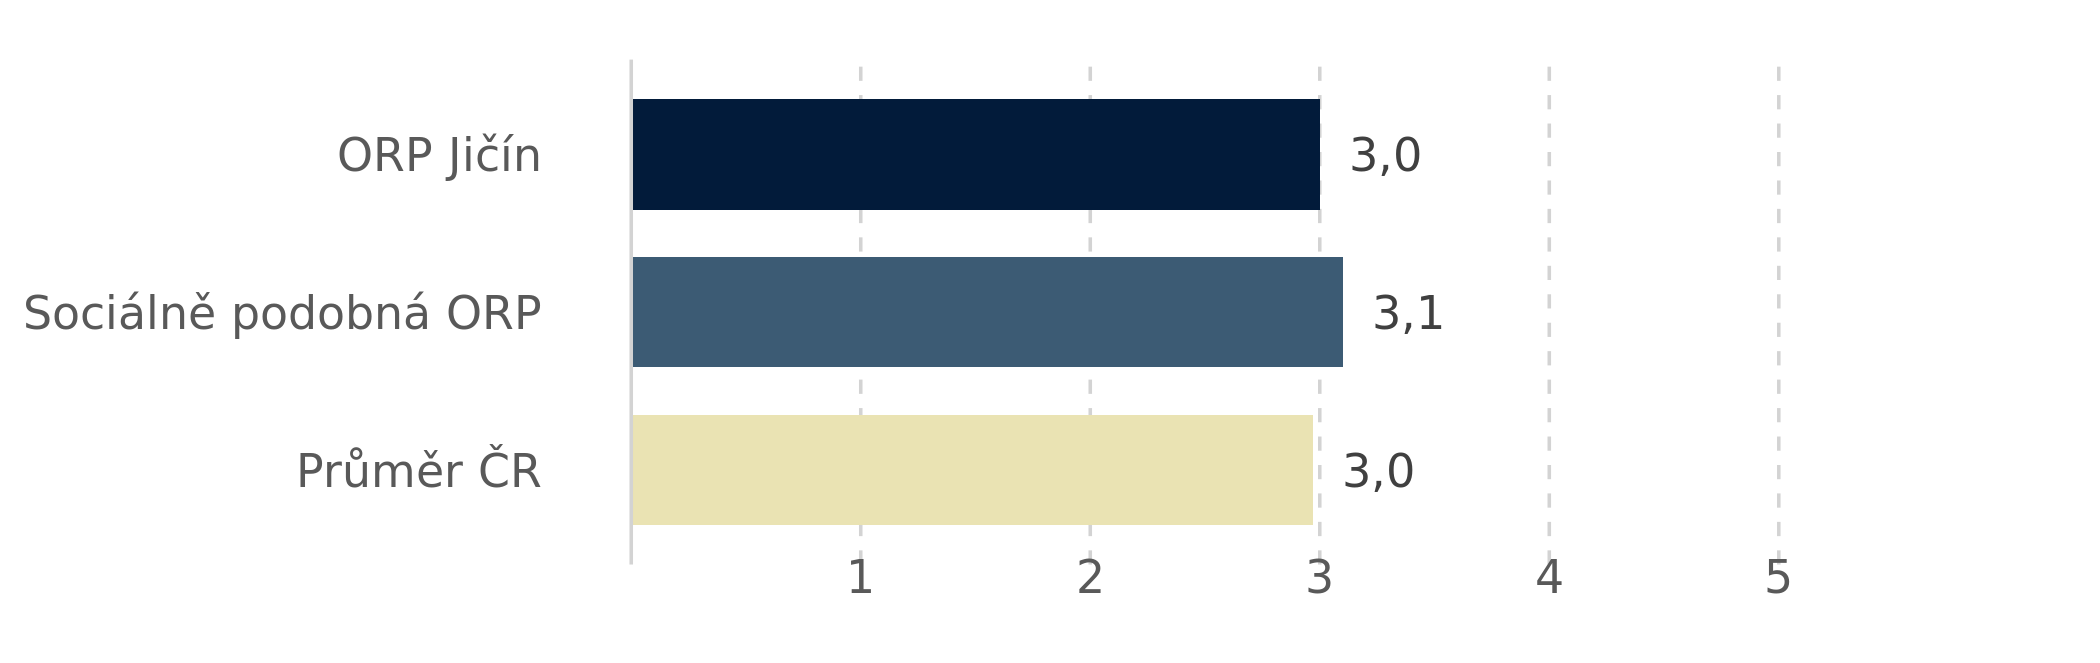 ORP Jičín
3,0
Sociálně podobná ORP
3,1
Průměr ČR
3,0
1 2 3 4 5